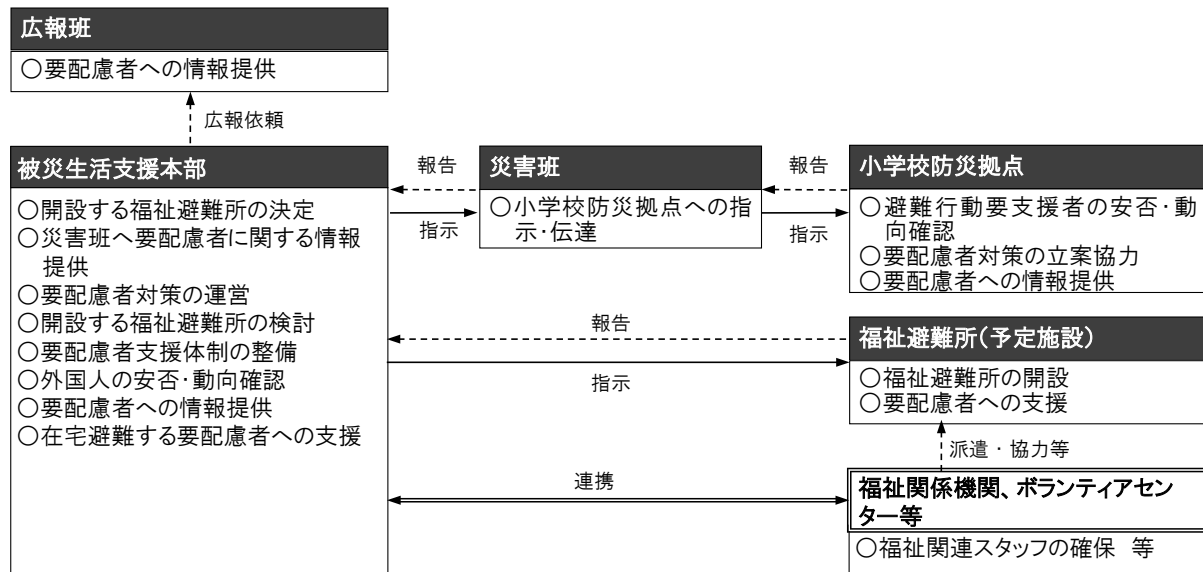 広報班
○要配慮者への情報提供
広報依頼
被災生活支援本部
○開設する福祉避難所の決定
○災害班へ要配慮者に関する情報
提供
○要配慮者対策の運営
○開設する福祉避難所の検討
○要配慮者支援体制の整備
○外国人の安否・動向確認
○要配慮者への情報提供
○在宅避難する要配慮者への支援
報告
指示
災害班
○小学校防災拠点への指
示・伝達
報告
指示
小学校防災拠点
○避難行動要支援者の安否・動
向確認
○要配慮者対策の立案協力
○要配慮者への情報提供
報告
指示
福祉避難所(予定施設)
○福祉避難所の開設
○要配慮者への支援
派遣・協力等
連携
福祉関係機関、ボランティアセン
ター等
○福祉関連スタッフの確保 等